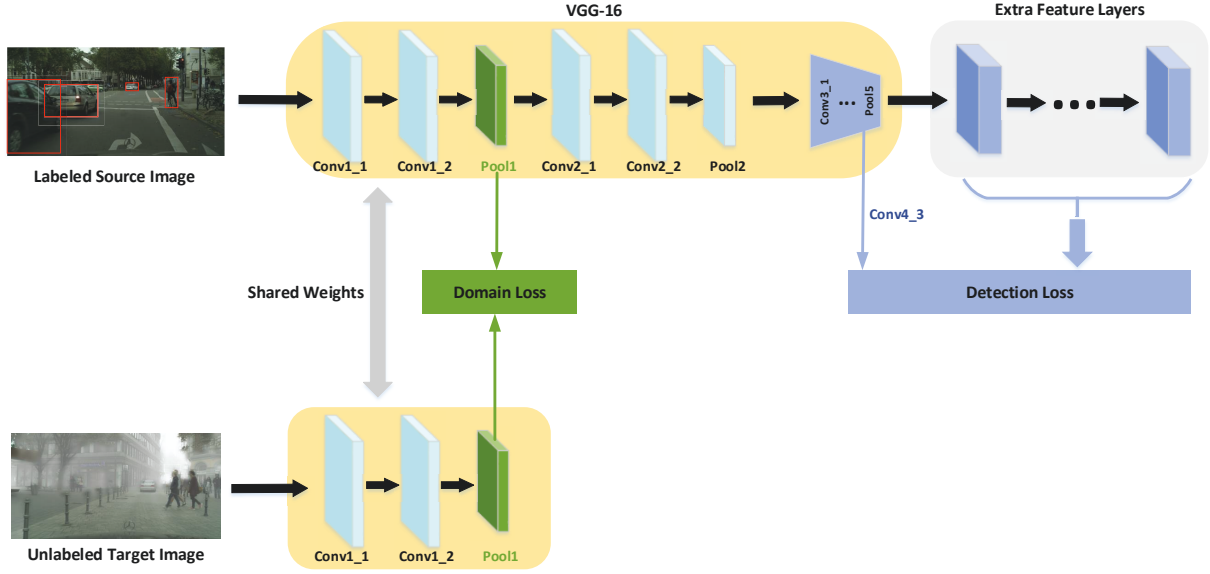 VGG-16
Extra Feature Layers
Conv3_1
...
Pool5
Conv1_1
Conv1_2
Pool1
Conv2_1
Conv2_2
Pool2
Labeled Source Image
Conv4_3
Shared Weights
Domain Loss
Detection Loss
Unlabeled Target Image
Conv1_1
Conv1_2
Pool1